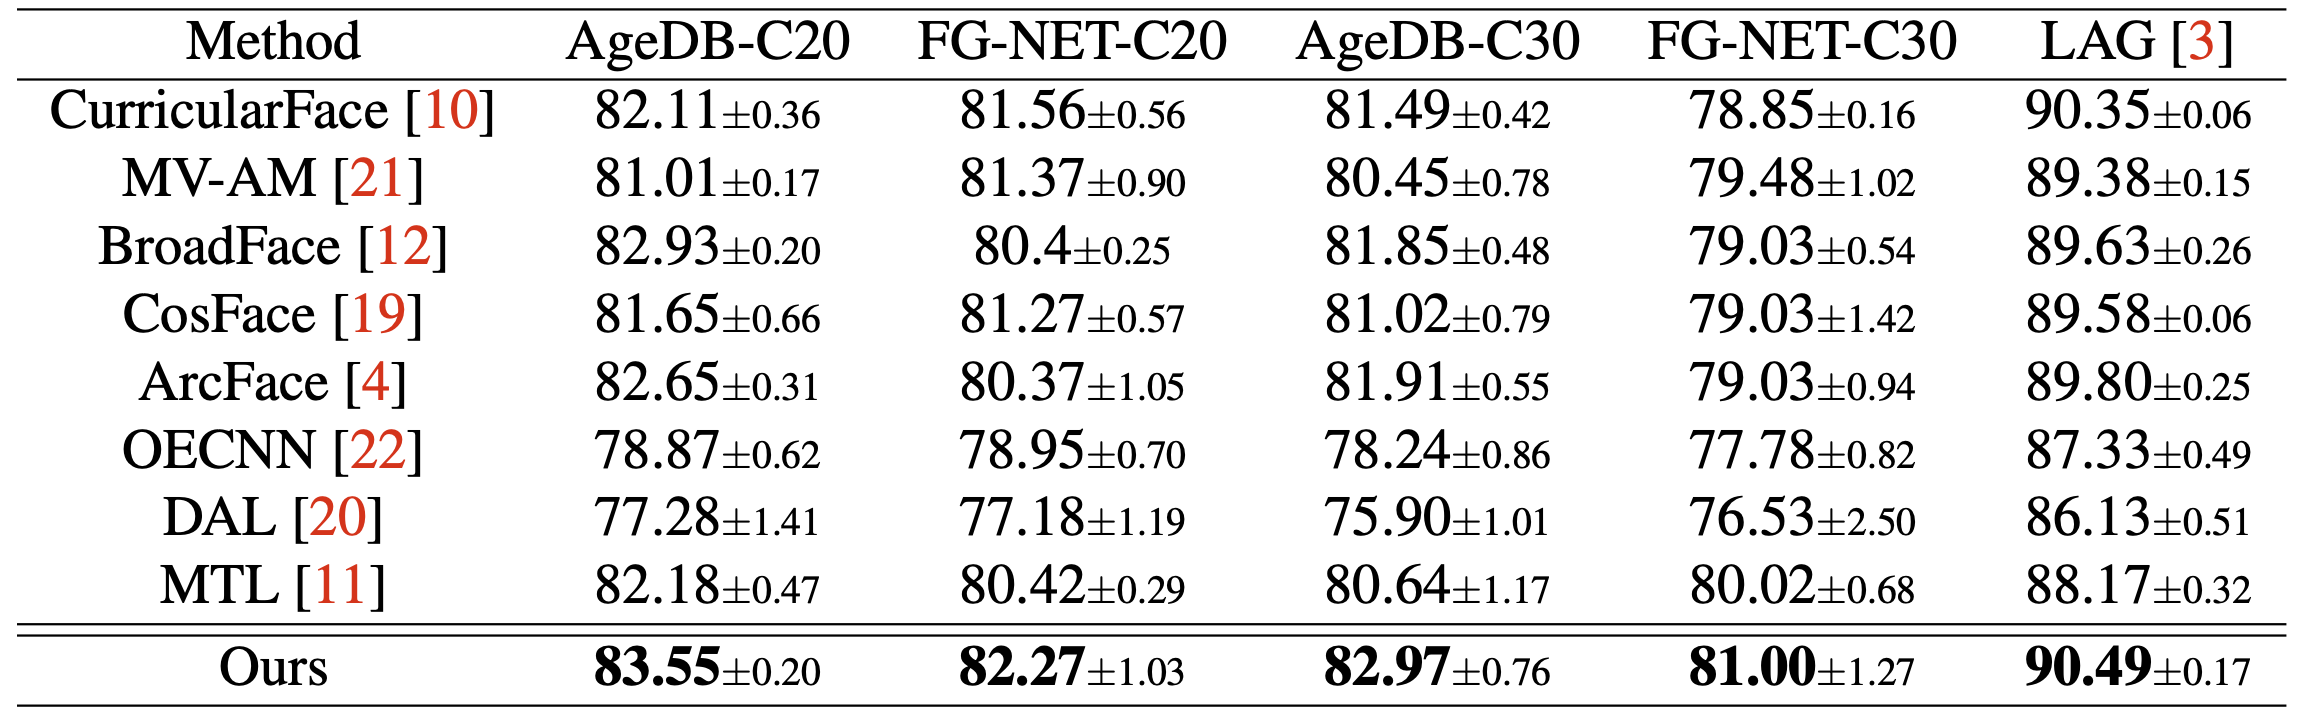 Method AgeDB-C20 FG-NET-C20 AgeDB-C30 FG-NET-C30 LAG [3]
CurricularFace [10] 82.11±0.36 81.56±0.56 81.49±0.42 78.85±0.16 90.35±0.06
MV-AM [21] 81.01±0.17 81.37±0.90 80.45±0.78 79.48±1.02 89.38±0.15
BroadFace [12] 82.93±0.20 80.4±0.25 81.85±0.48 79.03±0.54 89.63±0.26
CosFace [19] 81.65±0.66 81.27±0.57 81.02±0.79 79.03±1.42 89.58±0.06
ArcFace [4] 82.65±0.31 80.37±1.05 81.91±0.55 79.03±0.94 89.80±0.25
OECNN [22] 78.87±0.62 78.95±0.70 78.24±0.86 77.78±0.82 87.33±0.49
DAL [20] 77.28±1.41 77.18±1.19 75.90±1.01 76.53±2.50 86.13±0.51
MTL [11] 82.18±0.47 80.42±0.29 80.64±1.17 80.02±0.68 88.17±0.32
Ours 83.55±0.20 82.27±1.03 82.97±0.76 81.00±1.27 90.49±0.17